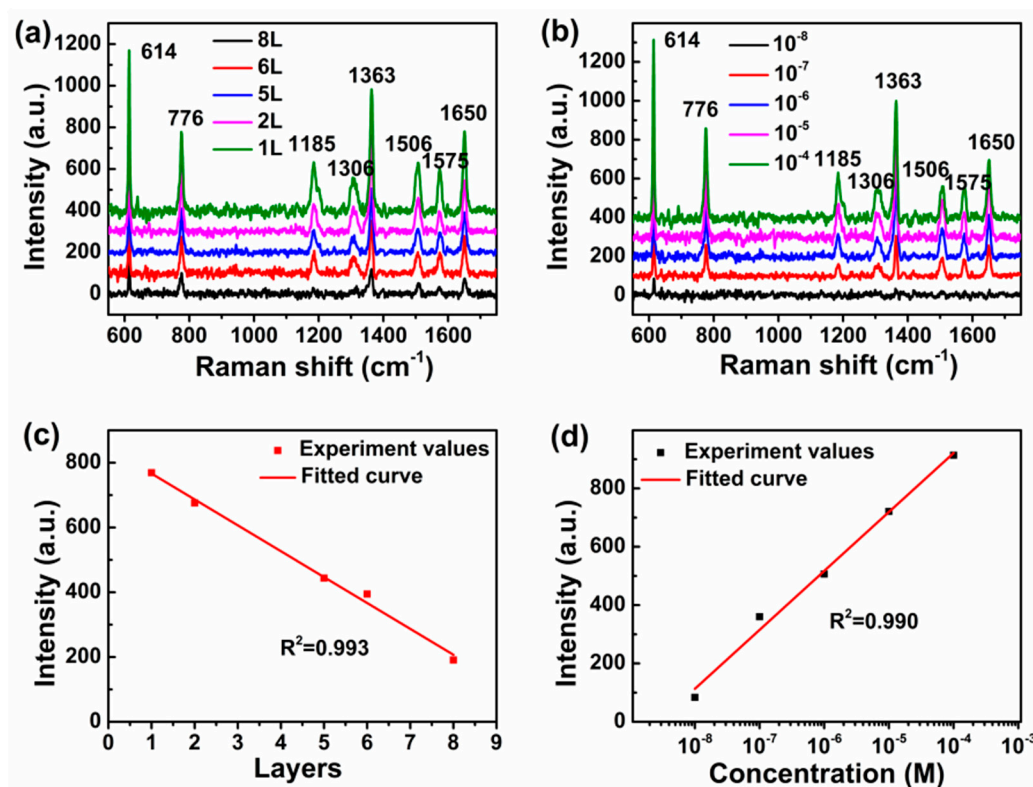 (a)
1200
1000
800
600
400
200
0
Intensity (a.u.)
614
776
1185
1306
1363
1506
1575
1650
8L
6L
5L
2L
1L
600 800 1000 1200 1400 1600
Raman shift (cm⁻¹)
(b)
1400
1200
1000
800
600
400
200
0
Intensity (a.u.)
614
776
1185
1306
1363
1506
1575
1650
10⁻⁸
10⁻⁷
10⁻⁶
10⁻⁵
10⁻⁴
600 800 1000 1200 1400 1600
Raman shift (cm⁻¹)
(c)
800
600
400
200
0
Intensity (a.u.)
Experiment values
Fitted curve
R²=0.993
0 1 2 3 4 5 6 7 8 9
Layers
(d)
800
600
400
200
0
Intensity (a.u.)
Experiment values
Fitted curve
R²=0.990
10⁻⁸ 10⁻⁷ 10⁻⁶ 10⁻⁵ 10⁻⁴ 10⁻³
Concentration (M)